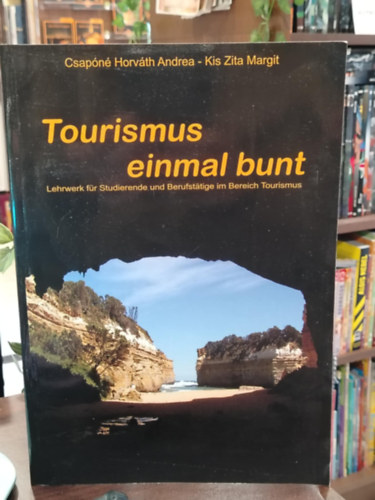 Csapóné Horváth Andrea - Kis Zita Margit
Tourismus
einmal bunt
Lehrwerk für Studierende und Berufstätige im Bereich Tourismus